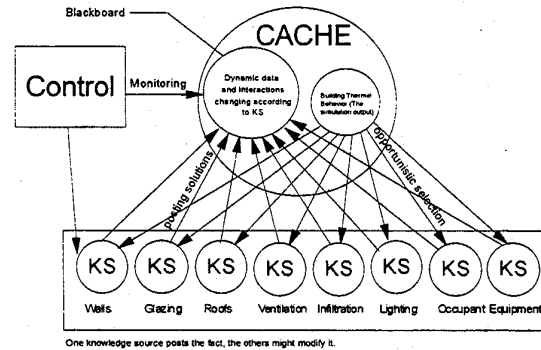 Blackboard
CACHE
Control
Monitoring
Dynamic data
and interactions
changing according
to KS
Building Thermal
Behavior (The
simulation output)
posting solutions
opportunistic selection
KS KS KS KS KS KS KS KS
Walls Glazing Roofs Ventilation Infiltration Lighting Occupant Equipment
One knowledge source posts the fact, the others might modify it.